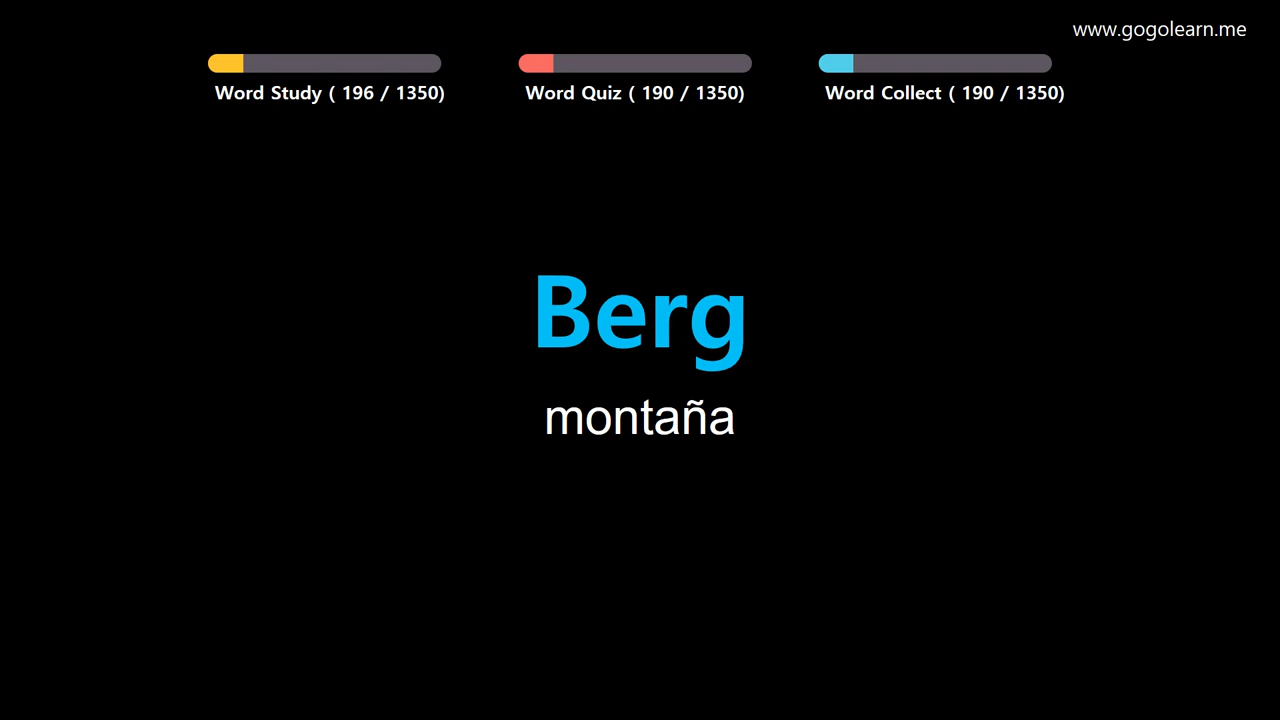 www.gogolearn.me
Word Study ( 196 / 1350)
Word Quiz ( 190 / 1350)
Word Collect ( 190 / 1350)
Berg
montaña